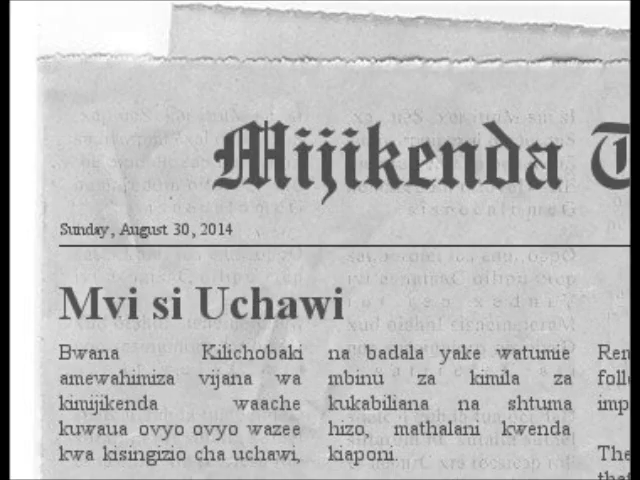 Mijikenda T
Sunday, August 30, 2014
Mvi si Uchawi
Bwana Kilichobaki
amewahimiza vijana wa
kimijikenda waache
kuwaua ovyo ovyo wazee
kwa kisingizio cha uchawi,
na badala yake watumie
mbinu za kimila za
kukabiliana na shtuma
hizo, mathalani kwenda
kiaponi.
Ren
foll
imp
The
that